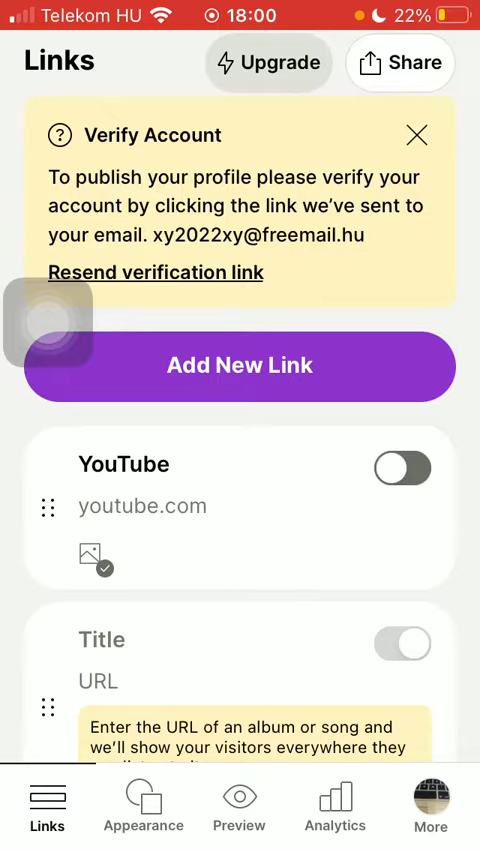 Telekom HU 18:00 22%
Links Upgrade Share
Verify Account
To publish your profile please verify your
account by clicking the link we've sent to
your email. xy2022xy@freemail.hu
Resend verification link
Add New Link
YouTube
youtube.com
Title
URL
Enter the URL of an album or song and
we'll show your visitors everywhere they
Links Appearance Preview Analytics More